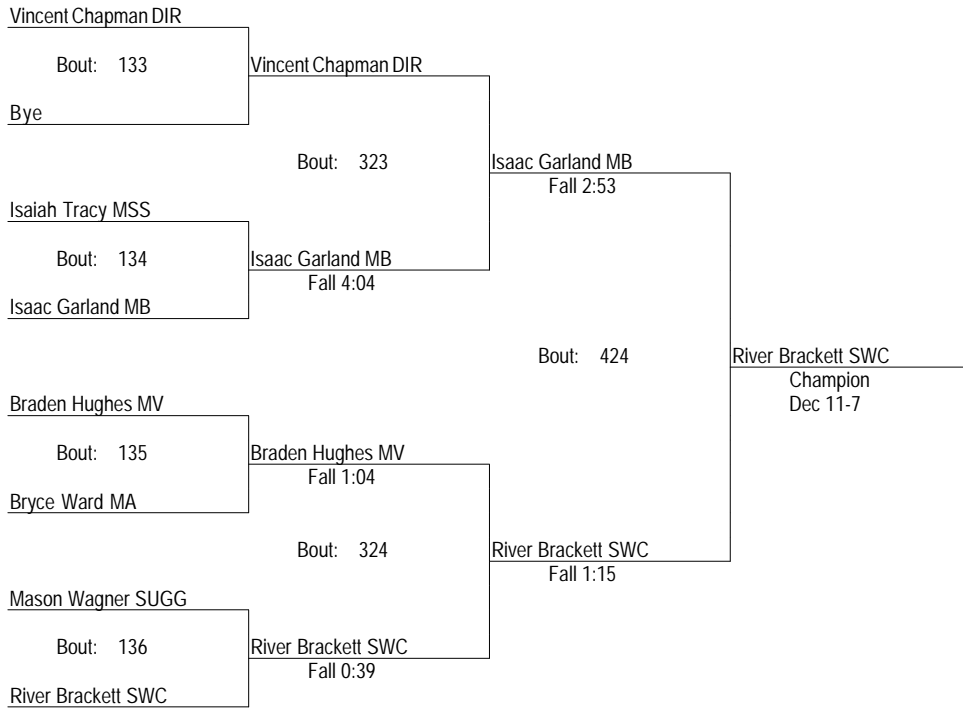 Vincent Chapman DIR
Bout: 133
Vincent Chapman DIR
Bye
Bout: 323
Isaac Garland MB
Fall 2:53
Isaiah Tracy MSS
Bout: 134
Isaac Garland MB
Fall 4:04
Isaac Garland MB
Bout: 424
River Brackett SWC
Champion
Dec 11-7
Braden Hughes MV
Bout: 135
Braden Hughes MV
Fall 1:04
Bryce Ward MA
Bout: 324
River Brackett SWC
Fall 1:15
Mason Wagner SUGG
Bout: 136
River Brackett SWC
Fall 0:39
River Brackett SWC